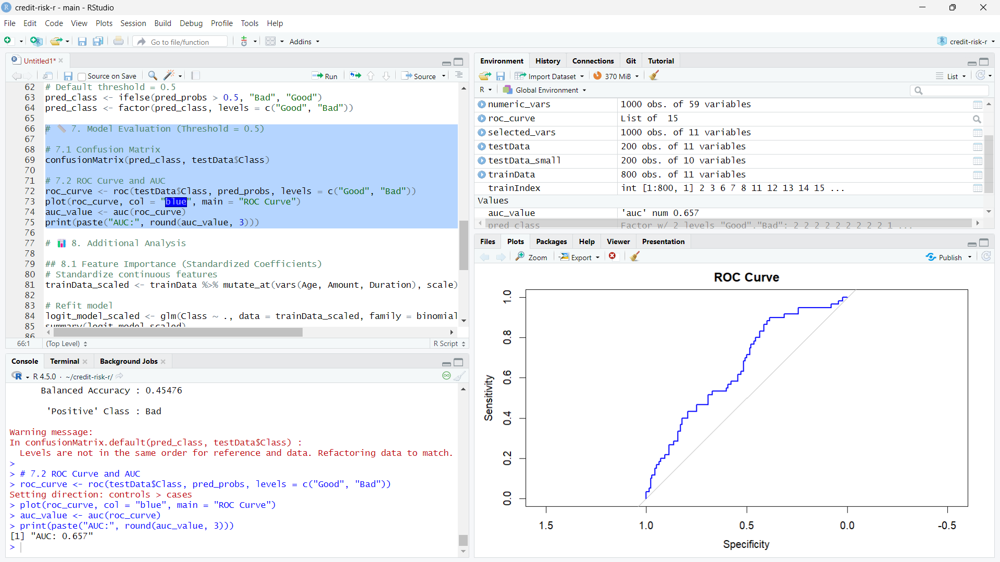 credit-risk-r - main - RStudio
File Edit Code View Plots Session Build Debug Profile Tools Help
Go to file/function
Addins
credit-risk-r
Untitled1*
Source on Save
Run
Source
62 # Default threshold = 0.5
63 pred_class <- ifelse(pred_probs > 0.5, "Bad", "Good")
64 pred_class <- factor(pred_class, levels = c("Good", "Bad"))
65
66 # 7. Model Evaluation (Threshold = 0.5)
67
68 # 7.1 Confusion Matrix
69 confusionMatrix(pred_class, testData$Class)
70
71 # 7.2 ROC Curve and AUC
72 roc_curve <- roc(testData$Class, pred_probs, levels = c("Good", "Bad"))
73 plot(roc_curve, col = "blue", main = "ROC Curve")
74 auc_value <- auc(roc_curve)
75 print(paste("AUC:", round(auc_value, 3)))
76
77 # 📊 8. Additional Analysis
78
79 ## 8.1 Feature Importance (Standardized Coefficients)
80 # Standardize continuous features
81 trainData_scaled <- trainData %>% mutate_at(vars(Age, Amount, Duration), scale)
82
83 # Refit model
84 logit_model_scaled <- glm(Class ~ ., data = trainData_scaled, family = binomial
85 summary(logit_model_scaled)
86
66:1 (Top Level) R Script
Console Terminal Background Jobs
R 4.5.0 · ~/credit-risk-r/
Balanced Accuracy : 0.45476
'Positive' Class : Bad
Warning message:
In confusionMatrix.default(pred_class, testData$Class) :
Levels are not in the same order for reference and data. Refactoring data to match.
>
> # 7.2 ROC Curve and AUC
> roc_curve <- roc(testData$Class, pred_probs, levels = c("Good", "Bad"))
Setting direction: controls > cases
> plot(roc_curve, col = "blue", main = "ROC Curve")
> auc_value <- auc(roc_curve)
> print(paste("AUC:", round(auc_value, 3)))
[1] "AUC: 0.657"
>
Environment History Connections Git Tutorial
Import Dataset 370 MiB List
R Global Environment
numeric_vars 1000 obs. of 59 variables
roc_curve List of 15
selected_vars 1000 obs. of 11 variables
testData 200 obs. of 11 variables
testData_small 200 obs. of 10 variables
trainData 800 obs. of 11 variables
trainIndex int [1:800, 1] 2 3 6 7 8 11 12 13 14 15 ...
Values
auc_value 'auc' num 0.657
pred_class Factor w/ 2 levels "Good","Bad": 2 2 2 2 2 2 2 2 2 1 ...
Files Plots Packages Help Viewer Presentation
Zoom Export Publish
ROC Curve
1.0
0.8
0.6
0.4
0.2
0.0
Sensitivity
1.5 1.0 0.5 0.0 -0.5
Specificity